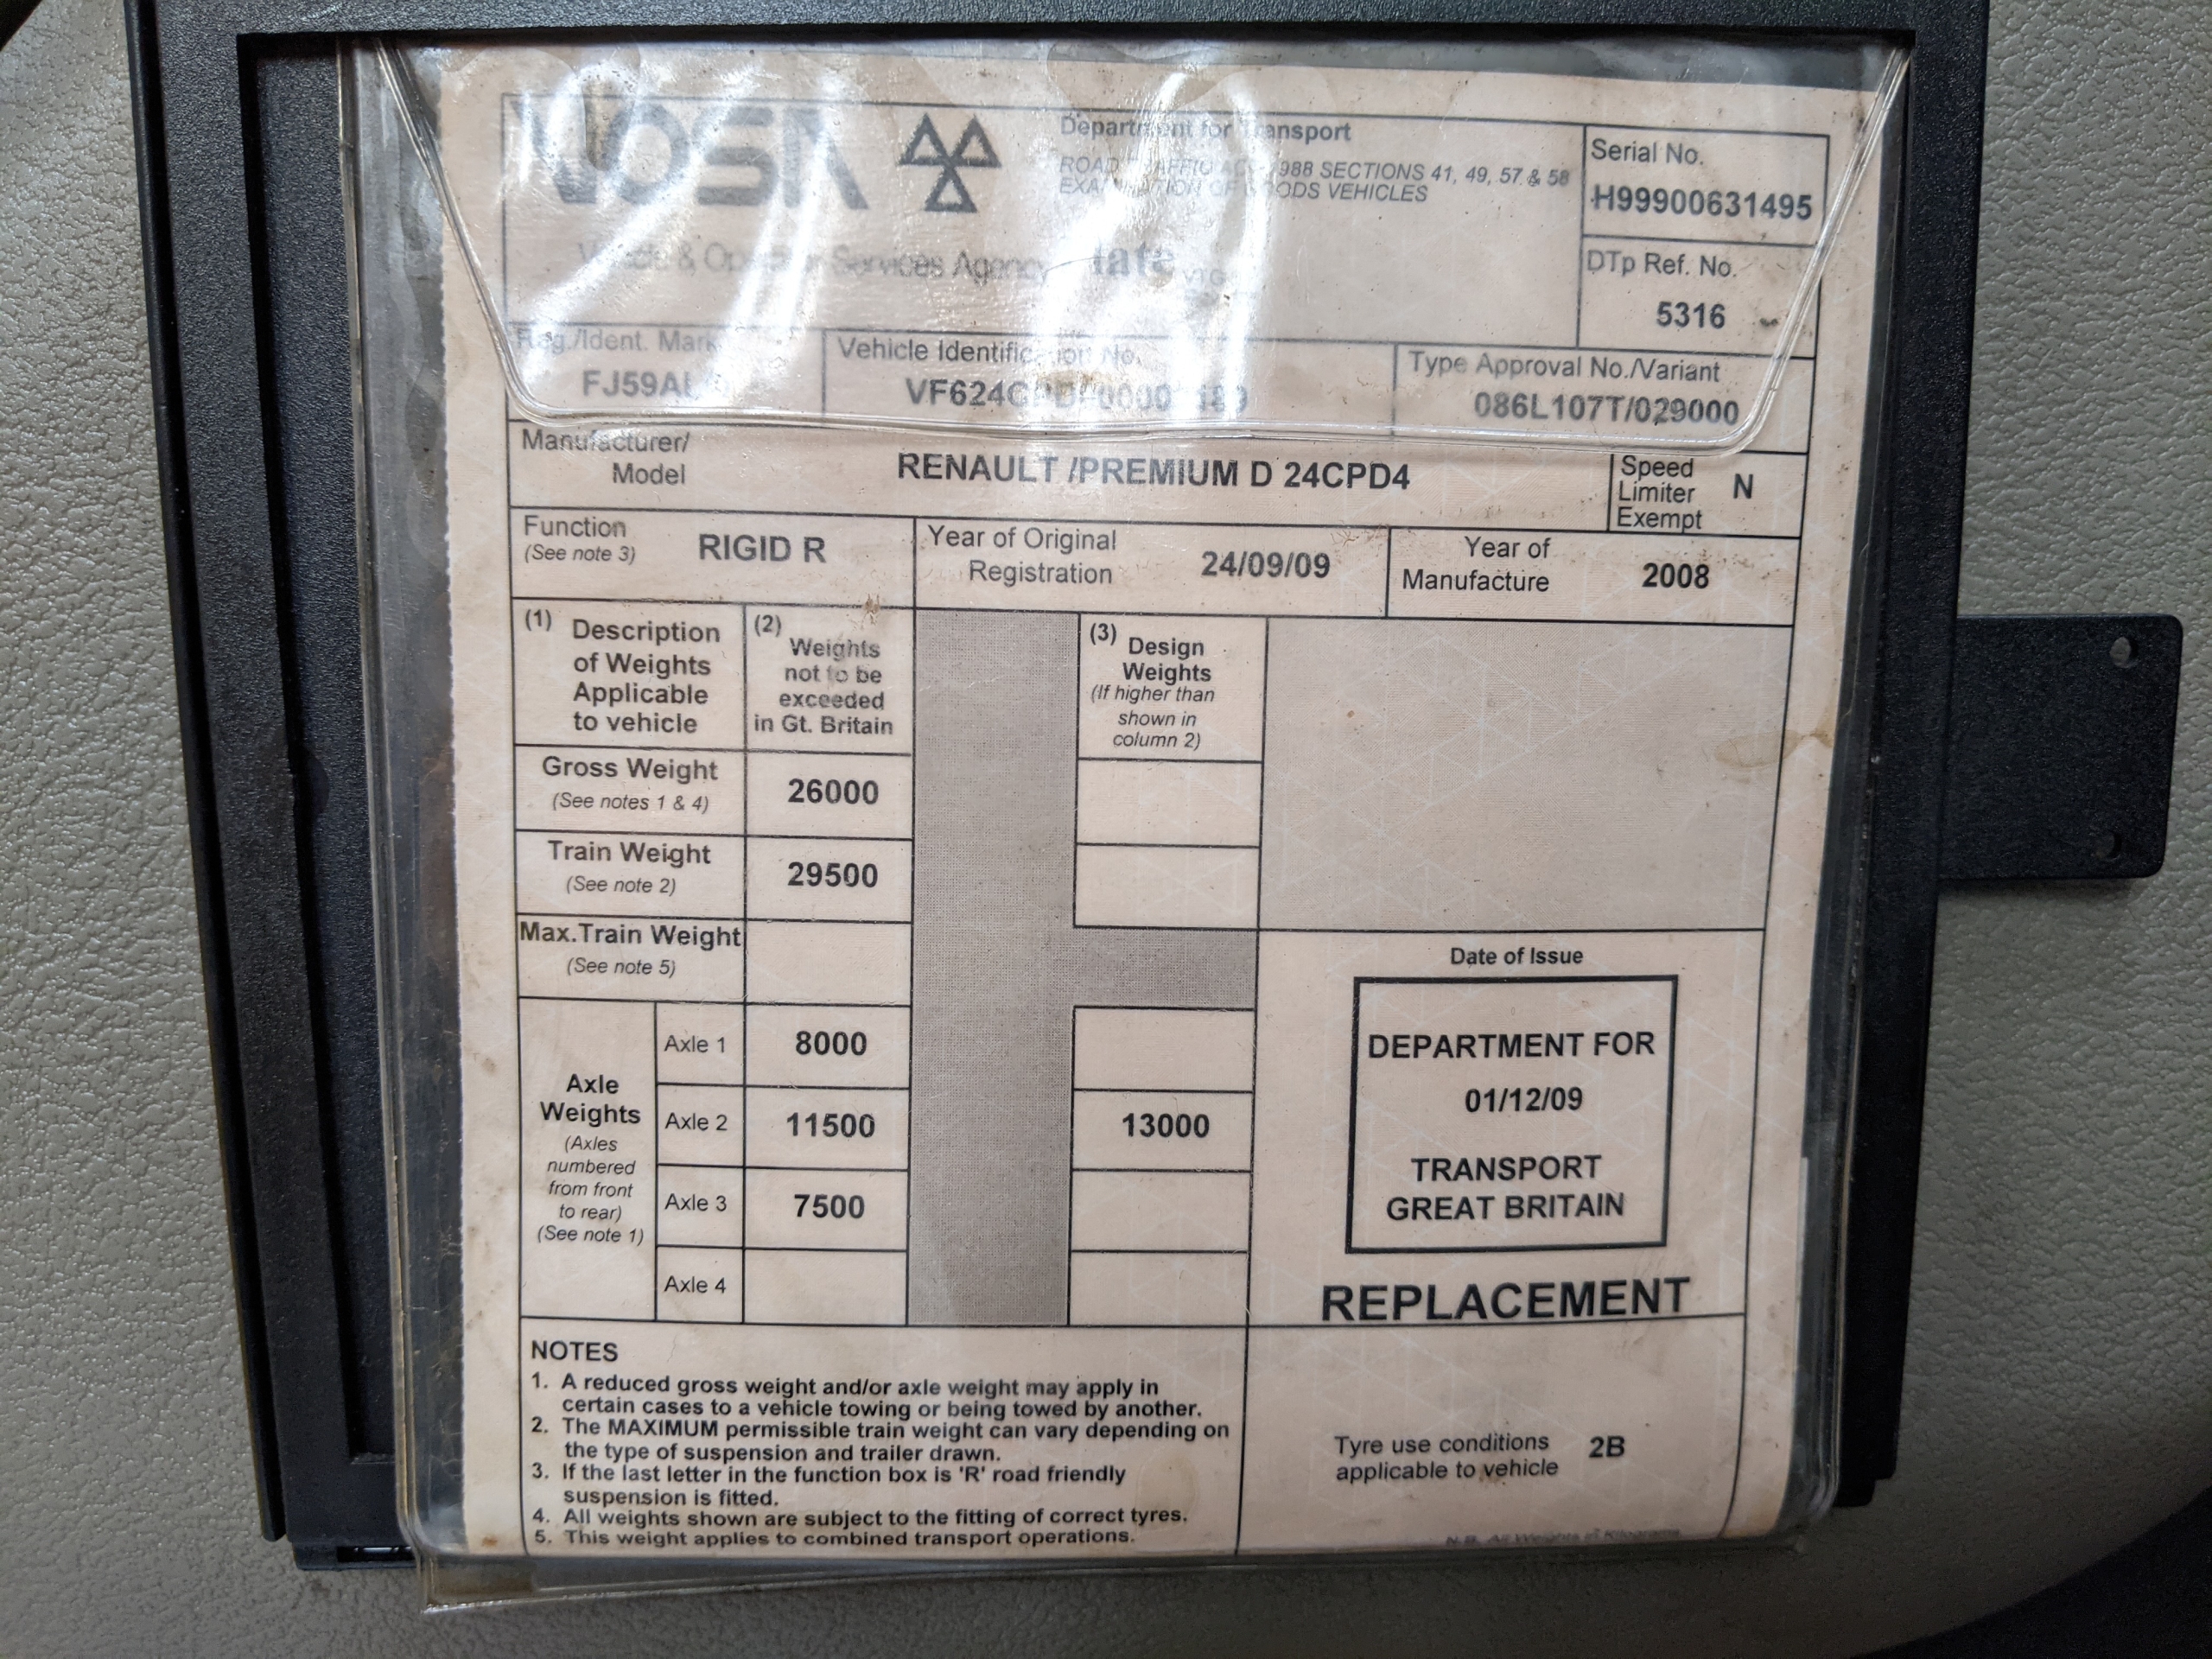 VOSA
Department for Transport
ROAD TRAFFIC ACT 1988 SECTIONS 41, 49, 57 & 58
EXAMINATION OF GOODS VEHICLES
Serial No.
H99900631495
Vehicle & Operator Services Agency
DTp Ref. No.
5316
Reg./Ident. Mark
Vehicle Identification No.
Type Approval No./Variant
086L107T/029000
Manufacturer/
Model
RENAULT /PREMIUM D 24CPD4
Speed
Limiter
Exempt
N
Function
(See note 3)
RIGID R
Year of Original
Registration
24/09/09
Year of
Manufacture
2008
(1) Description
of Weights
Applicable
to vehicle
(2)
Weights
not to be
exceeded
in Gt. Britain
(3) Design
Weights
(If higher than
shown in
column 2)
Gross Weight
(See notes 1 & 4)
26000
Train Weight
(See note 2)
29500
Max.Train Weight
(See note 5)
Axle
Weights
(Axles
numbered
from front
to rear)
(See note 1)
Axle 1
8000
Axle 2
11500
13000
Axle 3
7500
Axle 4
Date of Issue
DEPARTMENT FOR
01/12/09
TRANSPORT
GREAT BRITAIN
REPLACEMENT
NOTES
1. A reduced gross weight and/or axle weight may apply in
certain cases to a vehicle towing or being towed by another.
2. The MAXIMUM permissible train weight can vary depending on
the type of suspension and trailer drawn.
3. If the last letter in the function box is 'R' road friendly
suspension is fitted.
4. All weights shown are subject to the fitting of correct tyres.
5. This weight applies to combined transport operations.
Tyre use conditions
applicable to vehicle
2B
N.B. All Weights in Kilograms